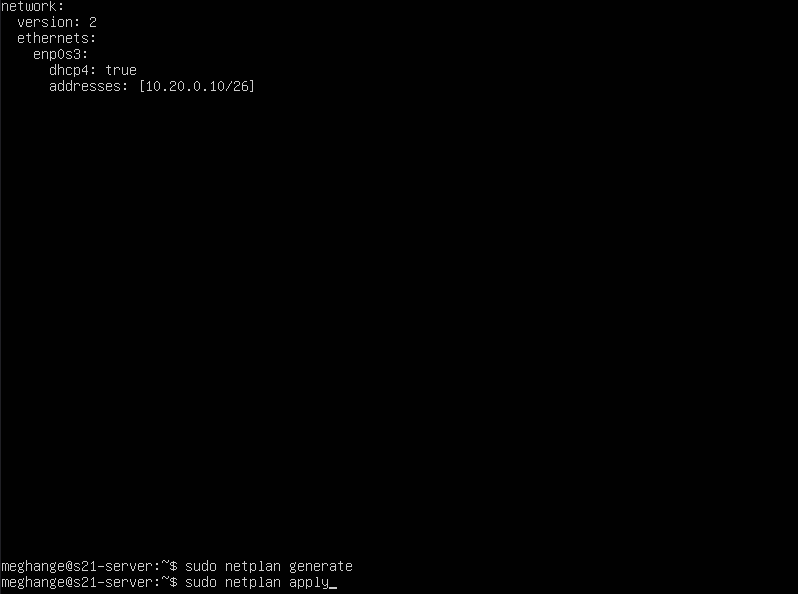 network:
  version: 2
  ethernets:
    enp0s3:
      dhcp4: true
      addresses: [10.20.0.10/26]
meghange@s21-server:~$ sudo netplan generate
meghange@s21-server:~$ sudo netplan apply_